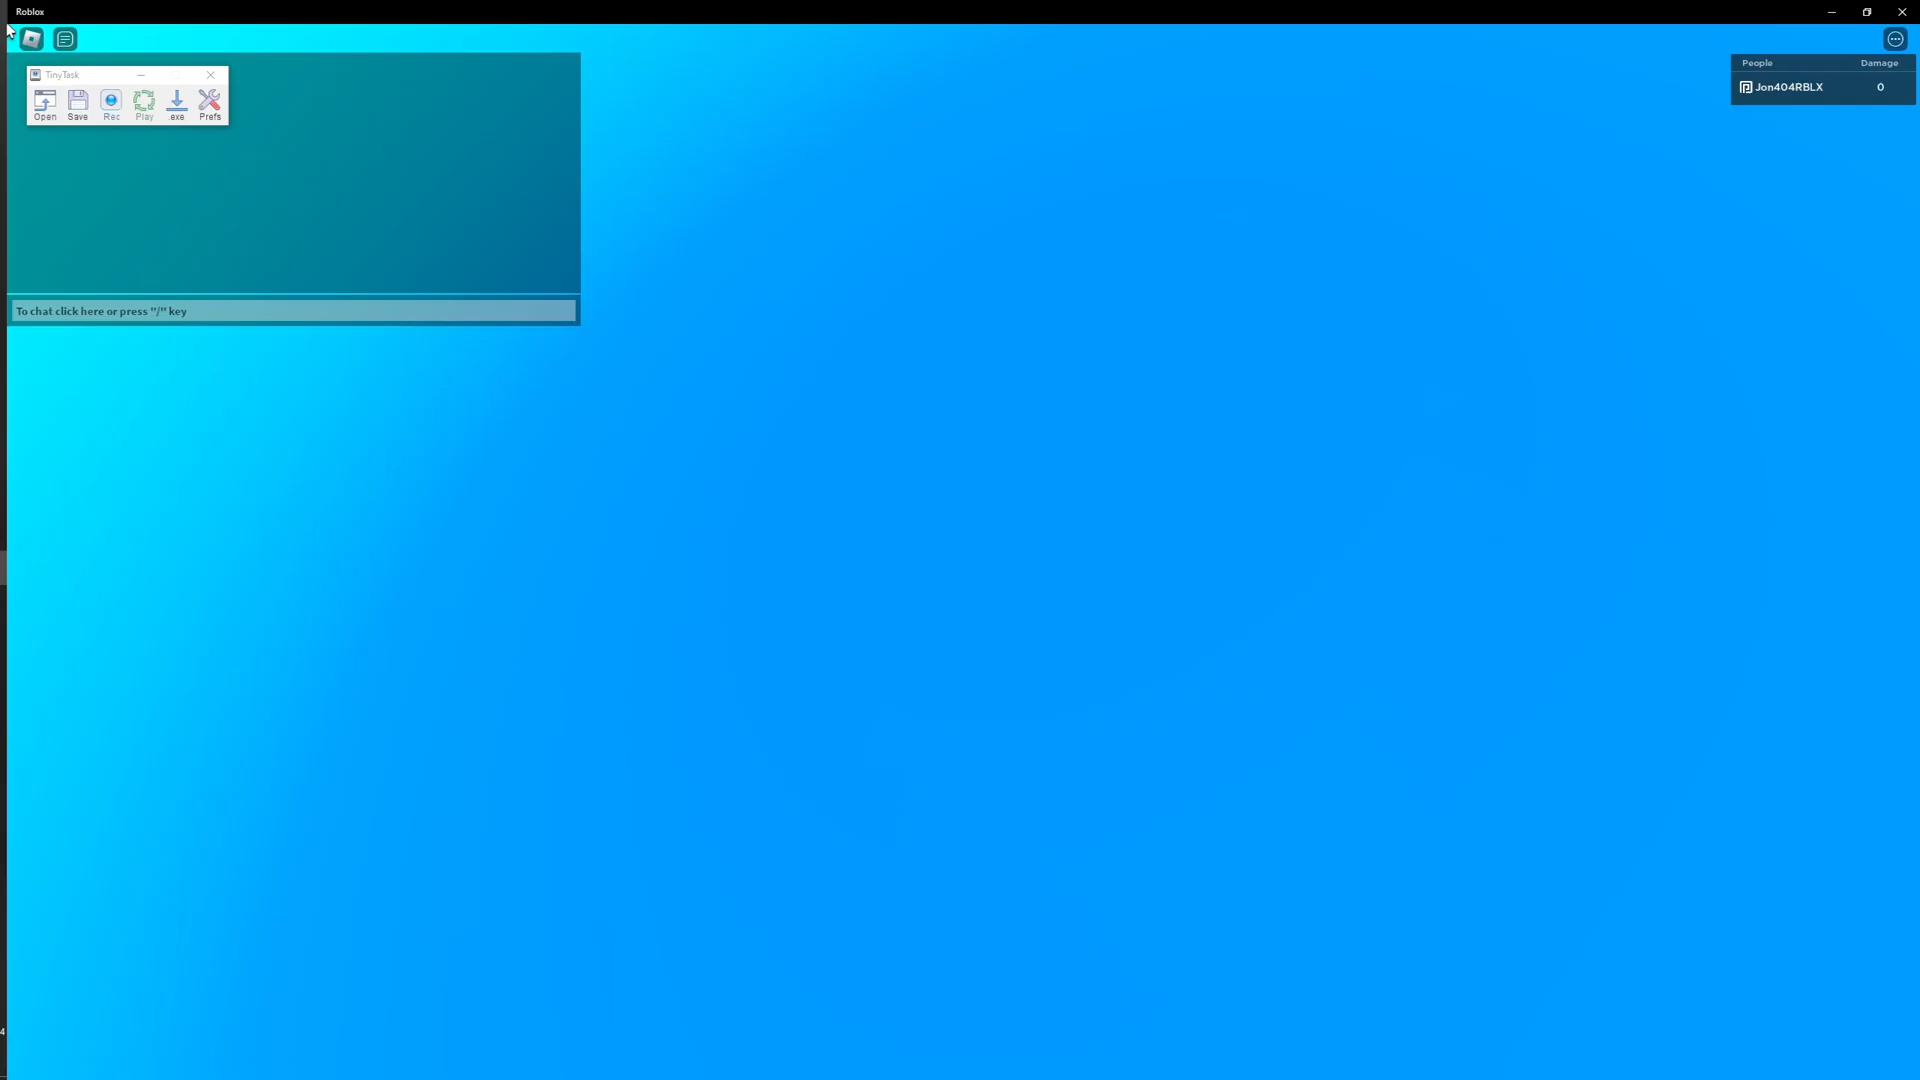 Roblox
TinyTask
Open Save Rec Play .exe Prefs
People Damage
Jon404RBLX 0
To chat click here or press "/" key
4